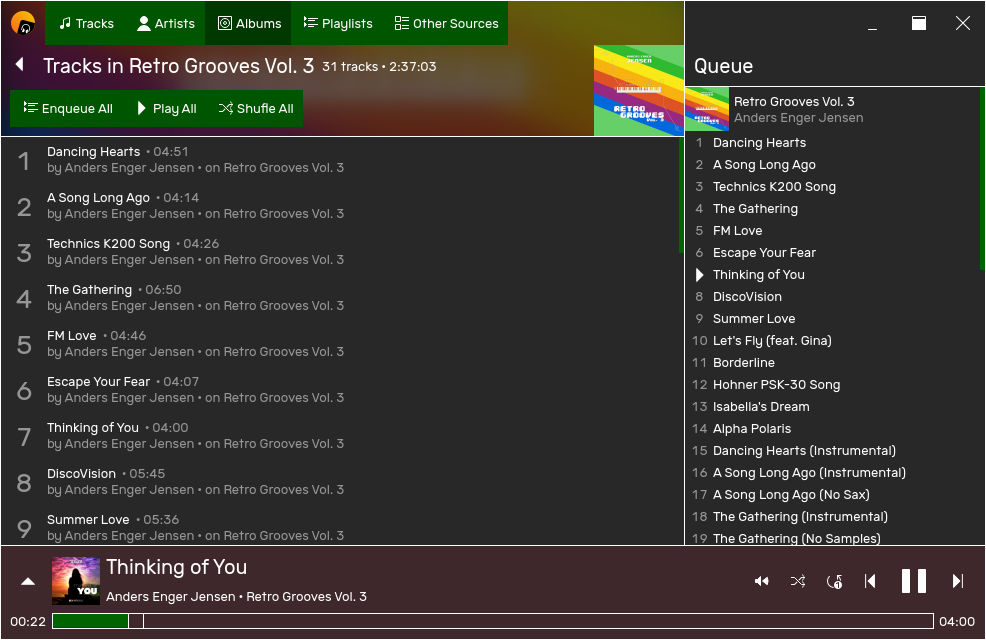 Tracks Artists Albums Playlists Other Sources
Tracks in Retro Grooves Vol. 3 31 tracks • 2:37:03
Enqueue All Play All Shufle All
JENSEN
RETRO
GROOVES
VOL. 3
1 Dancing Hearts • 04:51
by Anders Enger Jensen • on Retro Grooves Vol. 3
2 A Song Long Ago • 04:14
by Anders Enger Jensen • on Retro Grooves Vol. 3
3 Technics K200 Song • 04:26
by Anders Enger Jensen • on Retro Grooves Vol. 3
4 The Gathering • 06:50
by Anders Enger Jensen • on Retro Grooves Vol. 3
5 FM Love • 04:46
by Anders Enger Jensen • on Retro Grooves Vol. 3
6 Escape Your Fear • 04:07
by Anders Enger Jensen • on Retro Grooves Vol. 3
7 Thinking of You • 04:00
by Anders Enger Jensen • on Retro Grooves Vol. 3
8 DiscoVision • 05:45
by Anders Enger Jensen • on Retro Grooves Vol. 3
9 Summer Love • 05:36
by Anders Enger Jensen • on Retro Grooves Vol. 3
Queue
RETRO
GROOVES
Retro Grooves Vol. 3
Anders Enger Jensen
1 Dancing Hearts
2 A Song Long Ago
3 Technics K200 Song
4 The Gathering
5 FM Love
6 Escape Your Fear
Thinking of You
8 DiscoVision
9 Summer Love
10 Let's Fly (feat. Gina)
11 Borderline
12 Hohner PSK-30 Song
13 Isabella's Dream
14 Alpha Polaris
15 Dancing Hearts (Instrumental)
16 A Song Long Ago (Instrumental)
17 A Song Long Ago (No Sax)
18 The Gathering (Instrumental)
19 The Gathering (No Samples)
YOU
Thinking of You
Anders Enger Jensen • Retro Grooves Vol. 3
00:22 04:00